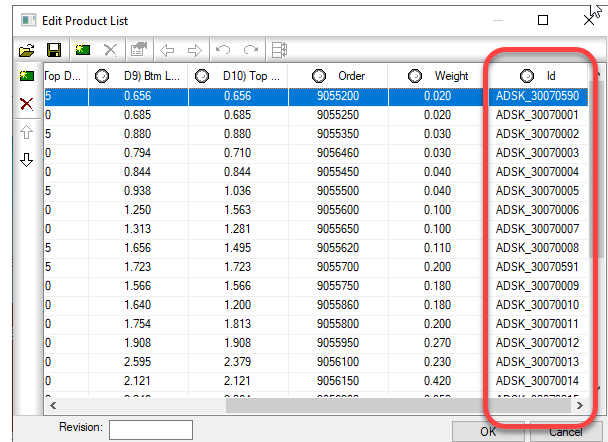 Edit Product List
Top D... D9) Btm L... D10) Top ... Order Weight Id
5 0.656 0.656 9055200 0.020 ADSK_30070590
0 0.685 0.685 9055250 0.020 ADSK_30070001
5 0.880 0.880 9055350 0.030 ADSK_30070002
0 0.794 0.710 9056460 0.030 ADSK_30070003
0 0.844 0.844 9055450 0.040 ADSK_30070004
5 0.938 1.036 9055500 0.040 ADSK_30070005
0 1.250 1.563 9055600 0.100 ADSK_30070006
0 1.313 1.281 9055650 0.100 ADSK_30070007
5 1.656 1.495 9055620 0.110 ADSK_30070008
5 1.723 1.723 9055700 0.200 ADSK_30070591
0 1.566 1.566 9055750 0.180 ADSK_30070009
0 1.640 1.200 9055860 0.180 ADSK_30070010
0 1.754 1.813 9055800 0.200 ADSK_30070011
0 1.908 1.908 9055950 0.270 ADSK_30070012
0 2.595 2.379 9056100 0.230 ADSK_30070013
0 2.121 2.121 9056150 0.420 ADSK_30070014
Revision:
OK Cancel